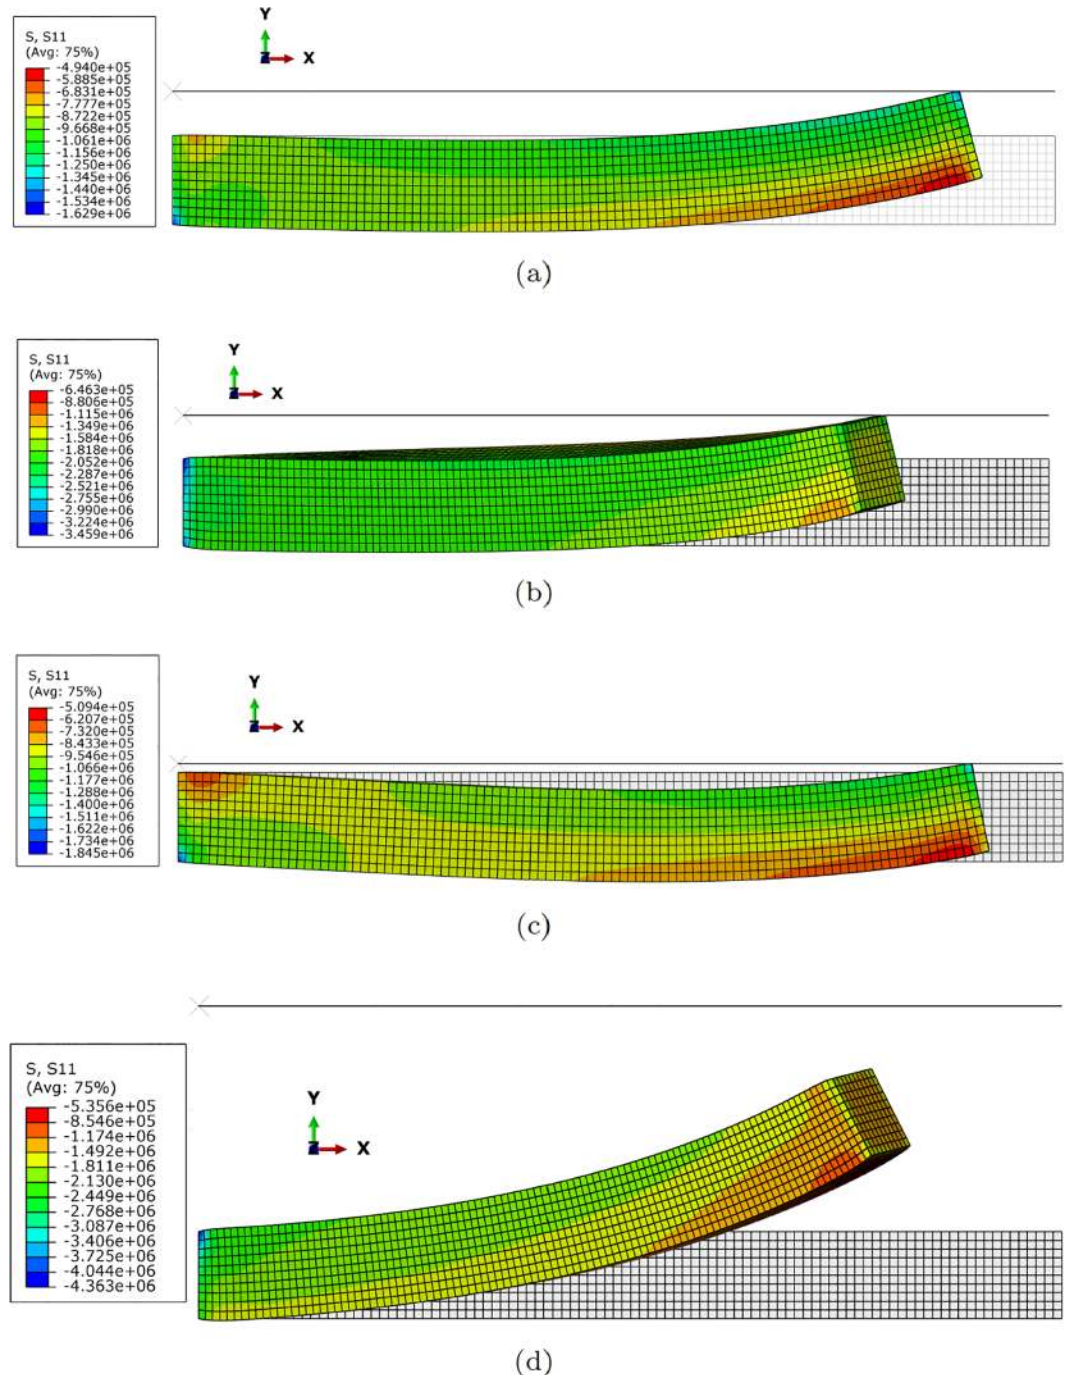 S, S11
(Avg: 75%)
-4.940e+05
-5.885e+05
-6.831e+05
-7.777e+05
-8.722e+05
-9.668e+05
-1.061e+06
-1.156e+06
-1.250e+06
-1.345e+06
-1.440e+06
-1.534e+06
-1.629e+06
Y
Z
X
(a)
S, S11
(Avg: 75%)
-6.463e+05
-8.806e+05
-1.115e+06
-1.349e+06
-1.584e+06
-1.818e+06
-2.052e+06
-2.287e+06
-2.521e+06
-2.755e+06
-2.990e+06
-3.224e+06
-3.459e+06
Y
Z
X
(b)
S, S11
(Avg: 75%)
-5.094e+05
-6.207e+05
-7.320e+05
-8.433e+05
-9.546e+05
-1.066e+06
-1.177e+06
-1.288e+06
-1.400e+06
-1.511e+06
-1.622e+06
-1.734e+06
-1.845e+06
Y
Z
X
(c)
S, S11
(Avg: 75%)
-5.356e+05
-8.546e+05
-1.174e+06
-1.492e+06
-1.811e+06
-2.130e+06
-2.449e+06
-2.768e+06
-3.087e+06
-3.406e+06
-3.725e+06
-4.044e+06
-4.363e+06
Y
Z
X
(d)